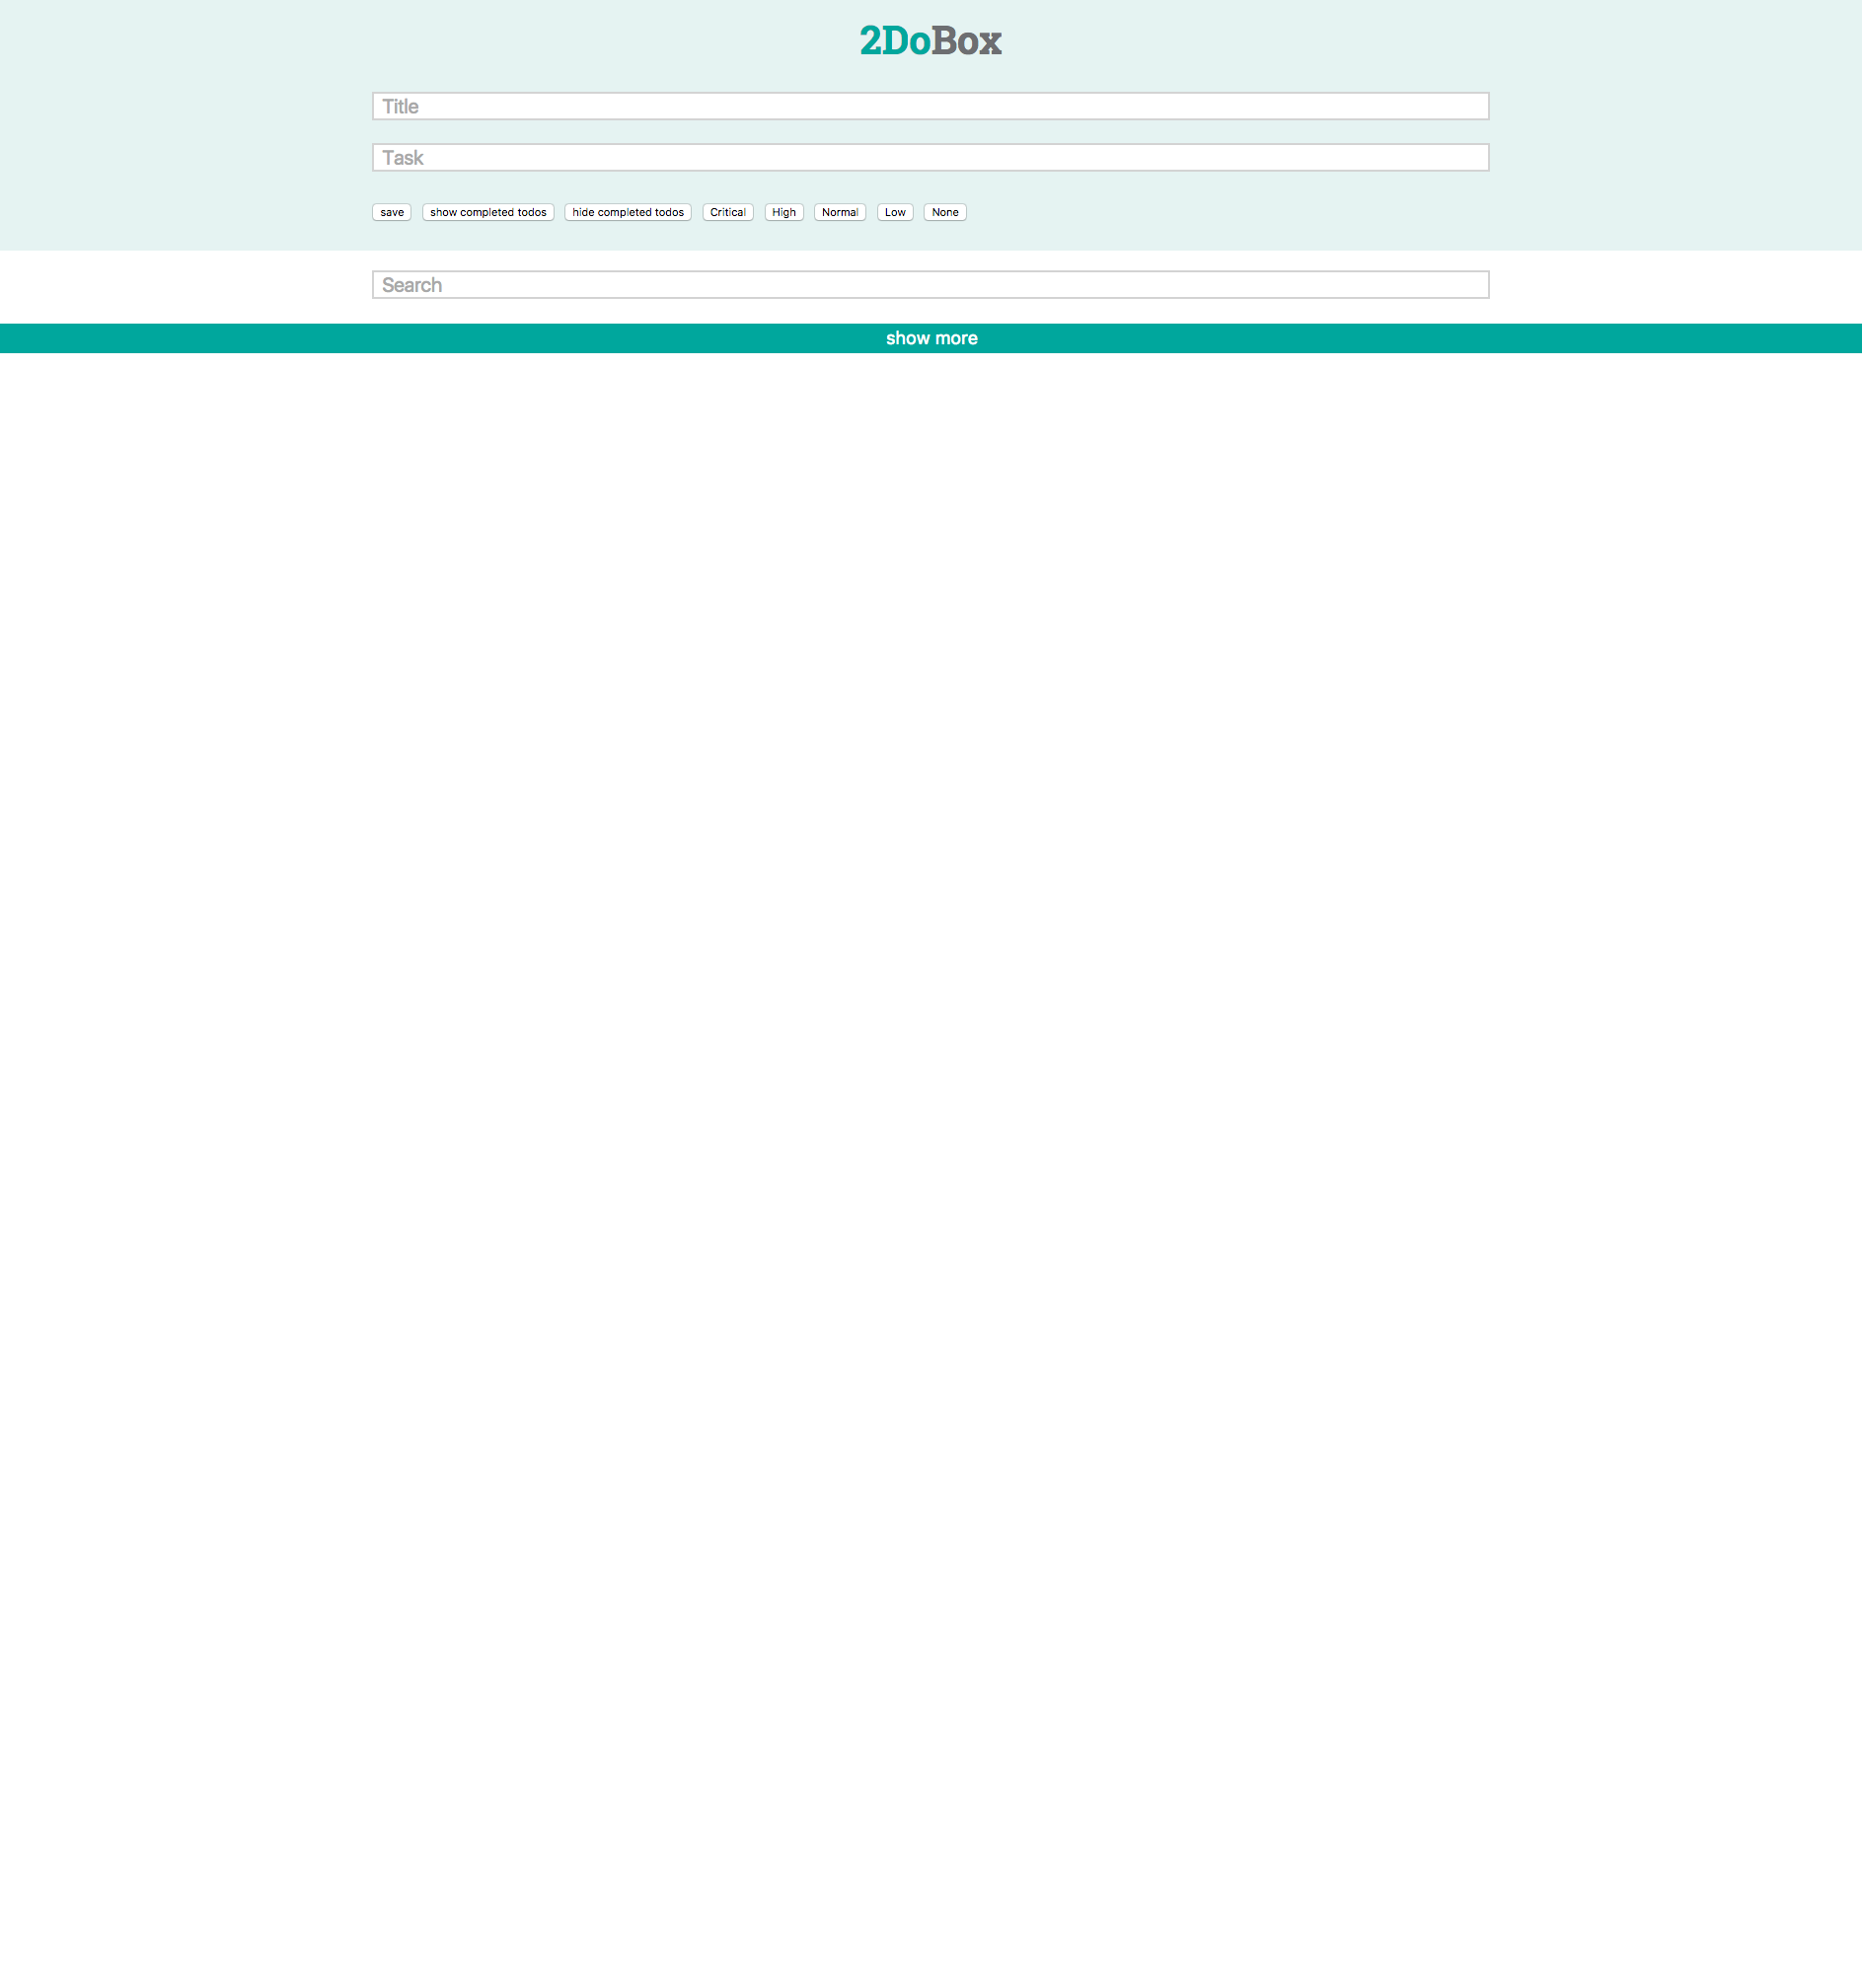 2DoBox
Title
Task
save show completed todos hide completed todos Critical High Normal Low None
Search
show more